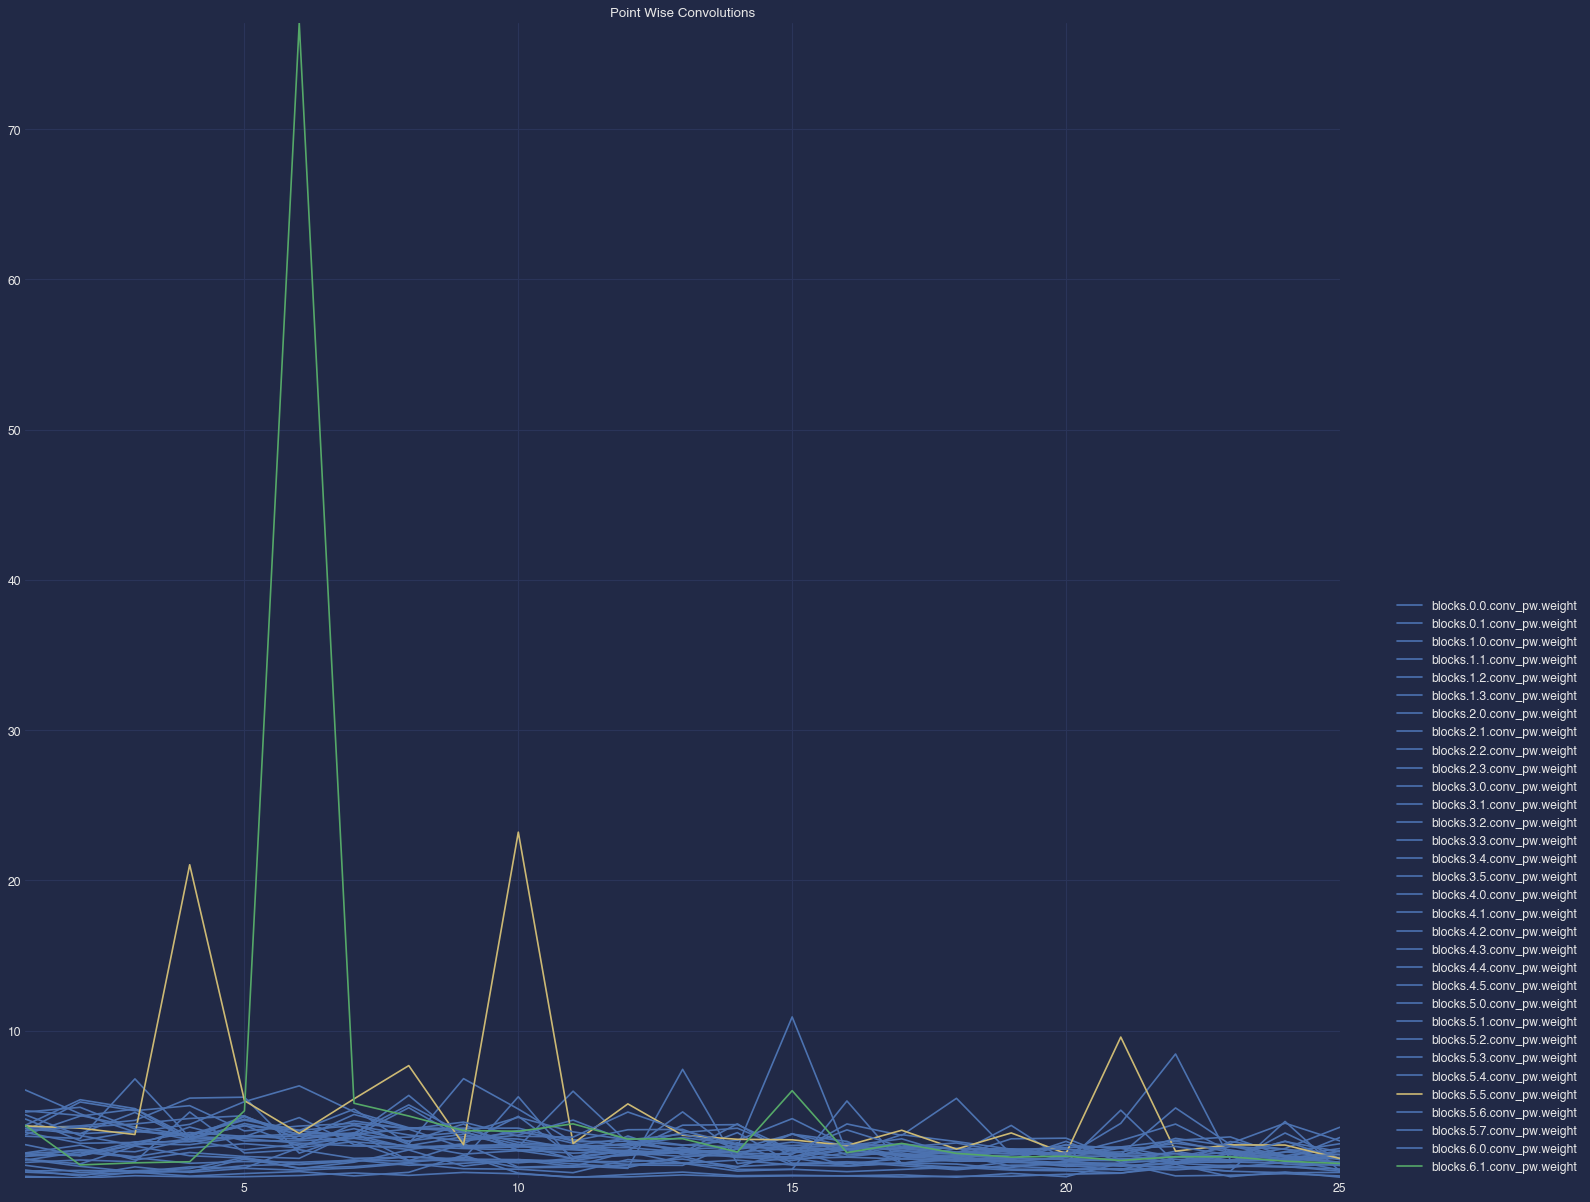 Point Wise Convolutions
70
60
50
40
30
20
10
5
10
15
20
25
blocks.0.0.conv_pw.weight
blocks.0.1.conv_pw.weight
blocks.1.0.conv_pw.weight
blocks.1.1.conv_pw.weight
blocks.1.2.conv_pw.weight
blocks.1.3.conv_pw.weight
blocks.2.0.conv_pw.weight
blocks.2.1.conv_pw.weight
blocks.2.2.conv_pw.weight
blocks.2.3.conv_pw.weight
blocks.3.0.conv_pw.weight
blocks.3.1.conv_pw.weight
blocks.3.2.conv_pw.weight
blocks.3.3.conv_pw.weight
blocks.3.4.conv_pw.weight
blocks.3.5.conv_pw.weight
blocks.4.0.conv_pw.weight
blocks.4.1.conv_pw.weight
blocks.4.2.conv_pw.weight
blocks.4.3.conv_pw.weight
blocks.4.4.conv_pw.weight
blocks.4.5.conv_pw.weight
blocks.5.0.conv_pw.weight
blocks.5.1.conv_pw.weight
blocks.5.2.conv_pw.weight
blocks.5.3.conv_pw.weight
blocks.5.4.conv_pw.weight
blocks.5.5.conv_pw.weight
blocks.5.6.conv_pw.weight
blocks.5.7.conv_pw.weight
blocks.6.0.conv_pw.weight
blocks.6.1.conv_pw.weight